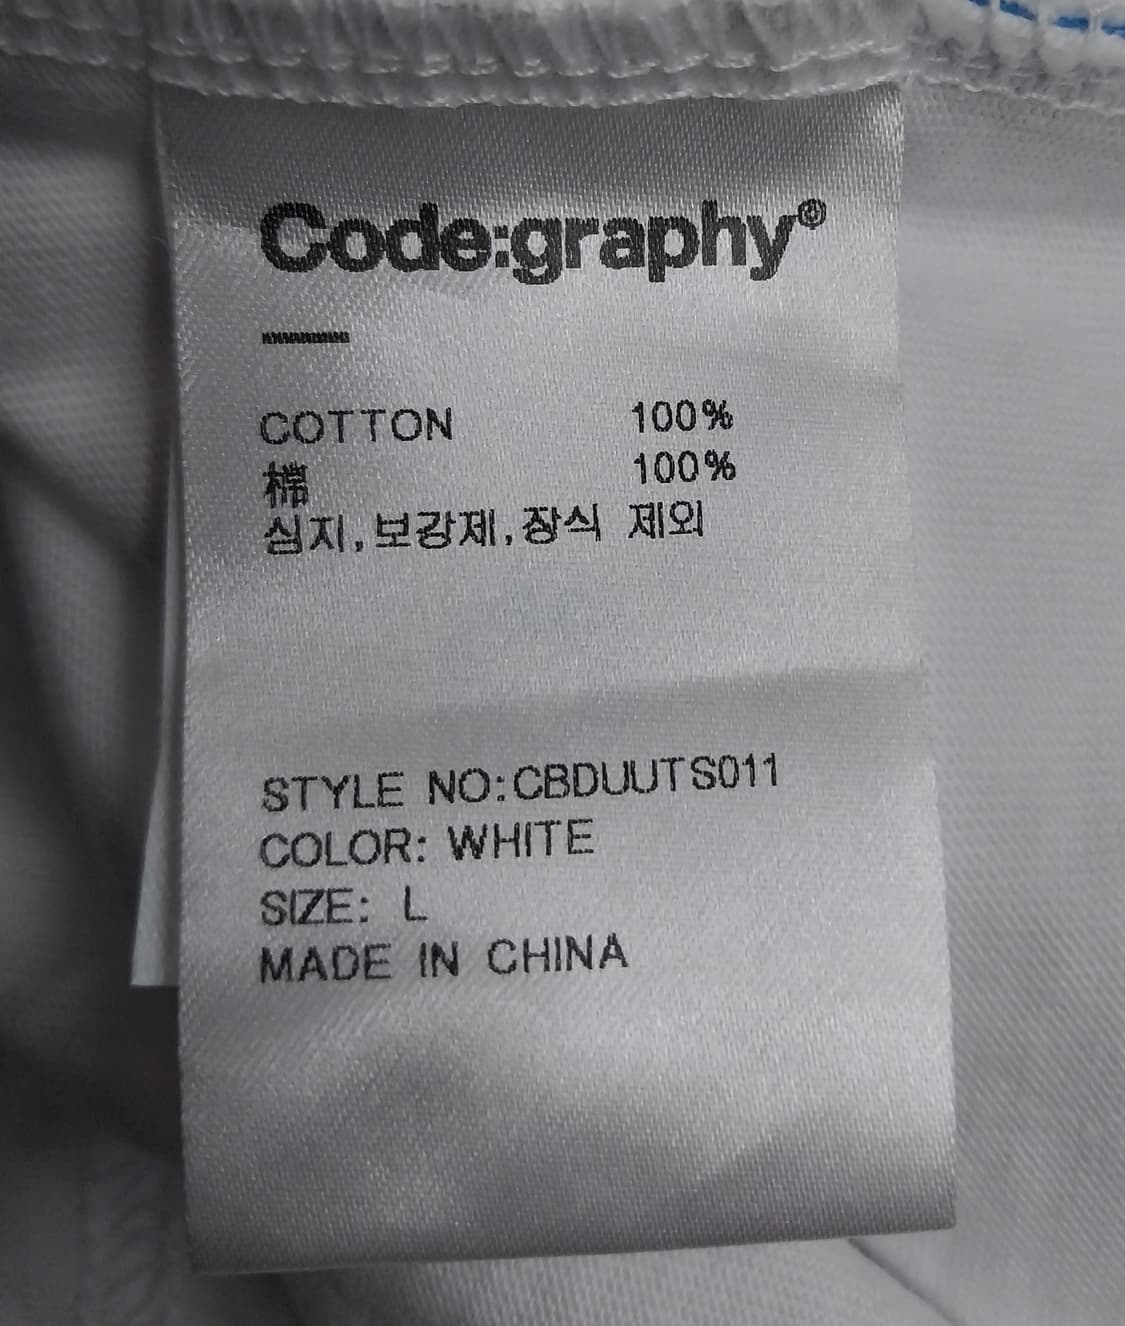 Code:graphy®
COTTON 100%
棉 100%
심지,보강제,장식 제외
STYLE NO:CBDUUTS011
COLOR: WHITE
SIZE: L
MADE IN CHINA